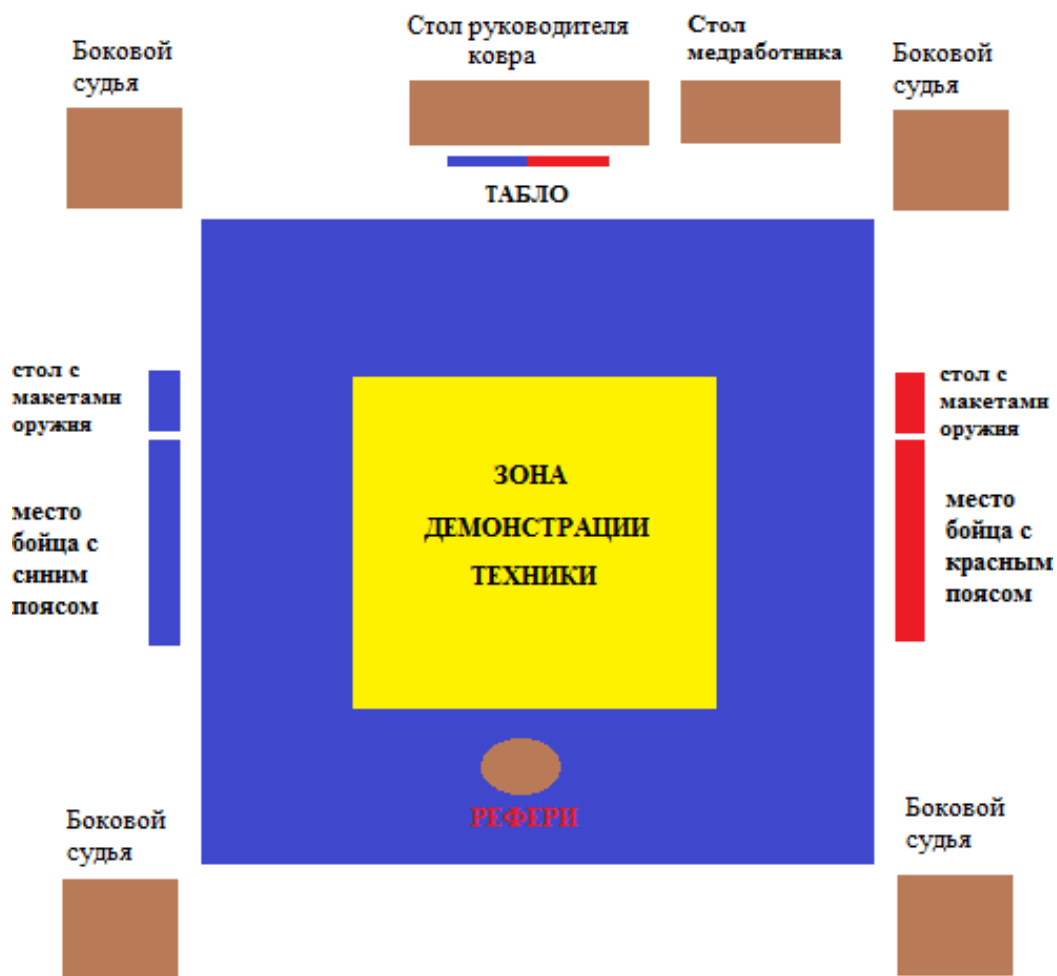 Боковой
судья
Стол руководителя
ковра
Стол
медработника
Боковой
судья
ТАБЛО
стол с
макетами
оружия
стол с
макетами
оружия
ЗОНА
ДЕМОНСТРАЦИИ
ТЕХНИКИ
место
бойца с
синим
поясом
место
бойца с
красным
поясом
РЕФЕРИ
Боковой
судья
Боковой
судья